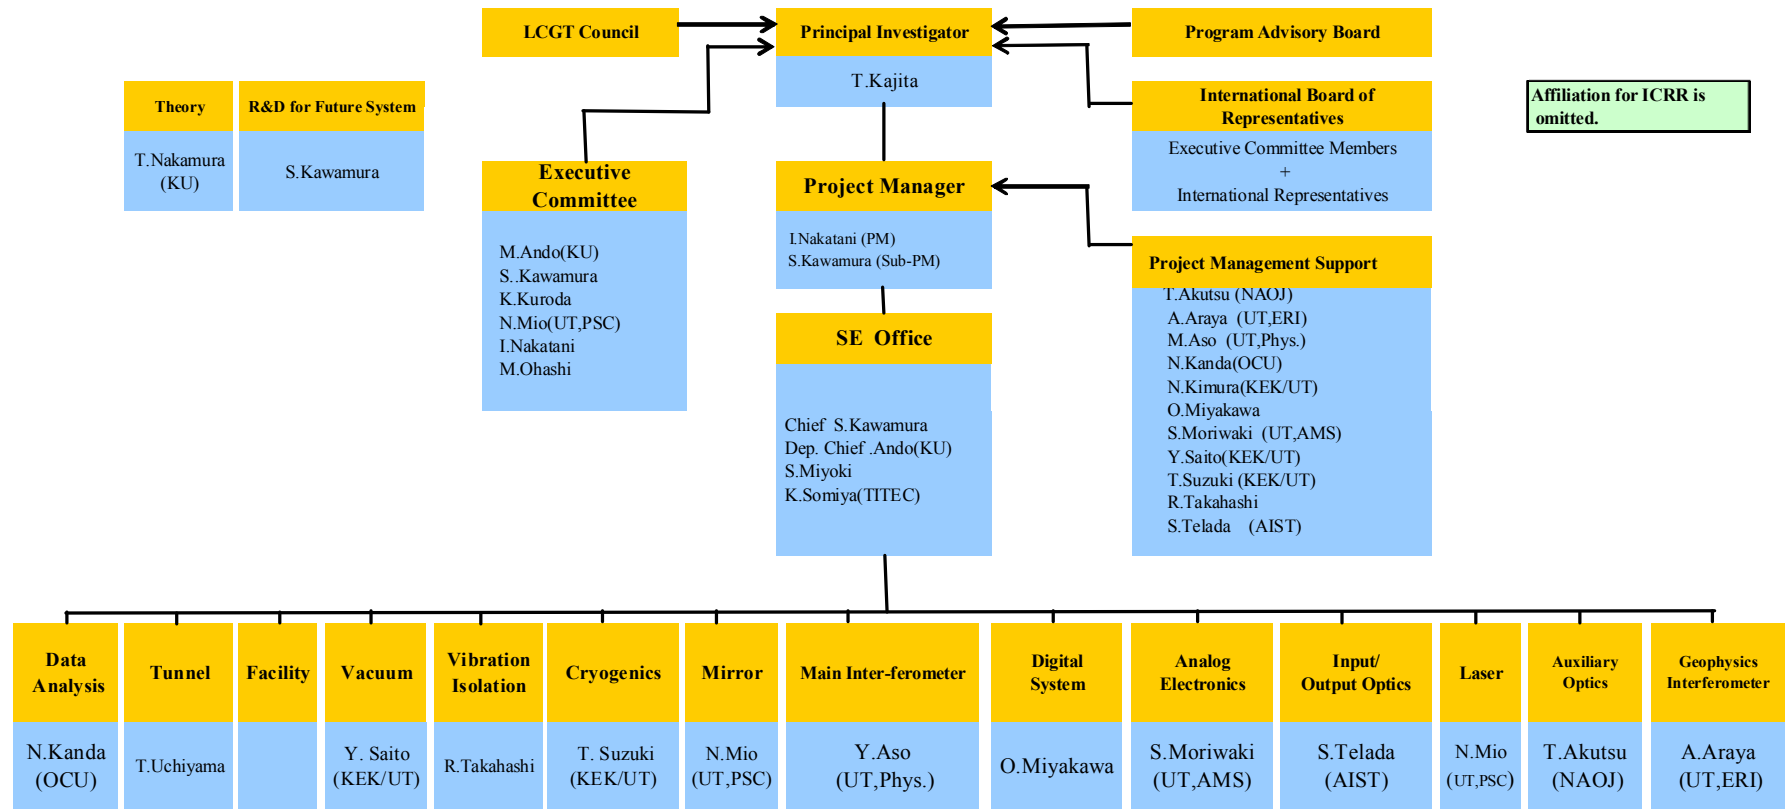 LCGT Council
Principal Investigator
T.Kajita
Program Advisory Board
International Board of
Representatives
Executive Committee Members
+
International Representatives
Affiliation for ICRR is
omitted.
Theory
T.Nakamura
(KU)
R&D for Future System
S.Kawamura
Executive
Committee
M.Ando(KU)
S..Kawamura
K.Kuroda
N.Mio(UT,PSC)
I.Nakatani
M.Ohashi
Project Manager
I.Nakatani (PM)
S.Kawamura (Sub-PM)
Project Management Support
T.Akutsu (NAOJ)
A.Araya (UT,ERI)
M.Aso (UT,Phys.)
N.Kanda(OCU)
N.Kimura(KEK/UT)
O.Miyakawa
S.Moriwaki (UT,AMS)
Y.Saito(KEK/UT)
T.Suzuki (KEK/UT)
R.Takahashi
S.Telada (AIST)
SE Office
Chief S.Kawamura
Dep. Chief .Ando(KU)
S.Miyoki
K.Somiya(TITEC)
Data
Analysis
N.Kanda
(OCU)
Tunnel
T.Uchiyama
Facility
Vacuum
Y. Saito
(KEK/UT)
Vibration
Isolation
R.Takahashi
Cryogenics
T. Suzuki
(KEK/UT)
Mirror
N.Mio
(UT,PSC)
Main Inter-ferometer
Y.Aso
(UT,Phys.)
Digital
System
O.Miyakawa
Analog
Electronics
S.Moriwaki
(UT,AMS)
Input/
Output Optics
S.Telada
(AIST)
Laser
N.Mio
(UT,PSC)
Auxiliary
Optics
T.Akutsu
(NAOJ)
Geophysics
Interferometer
A.Araya
(UT,ERI)